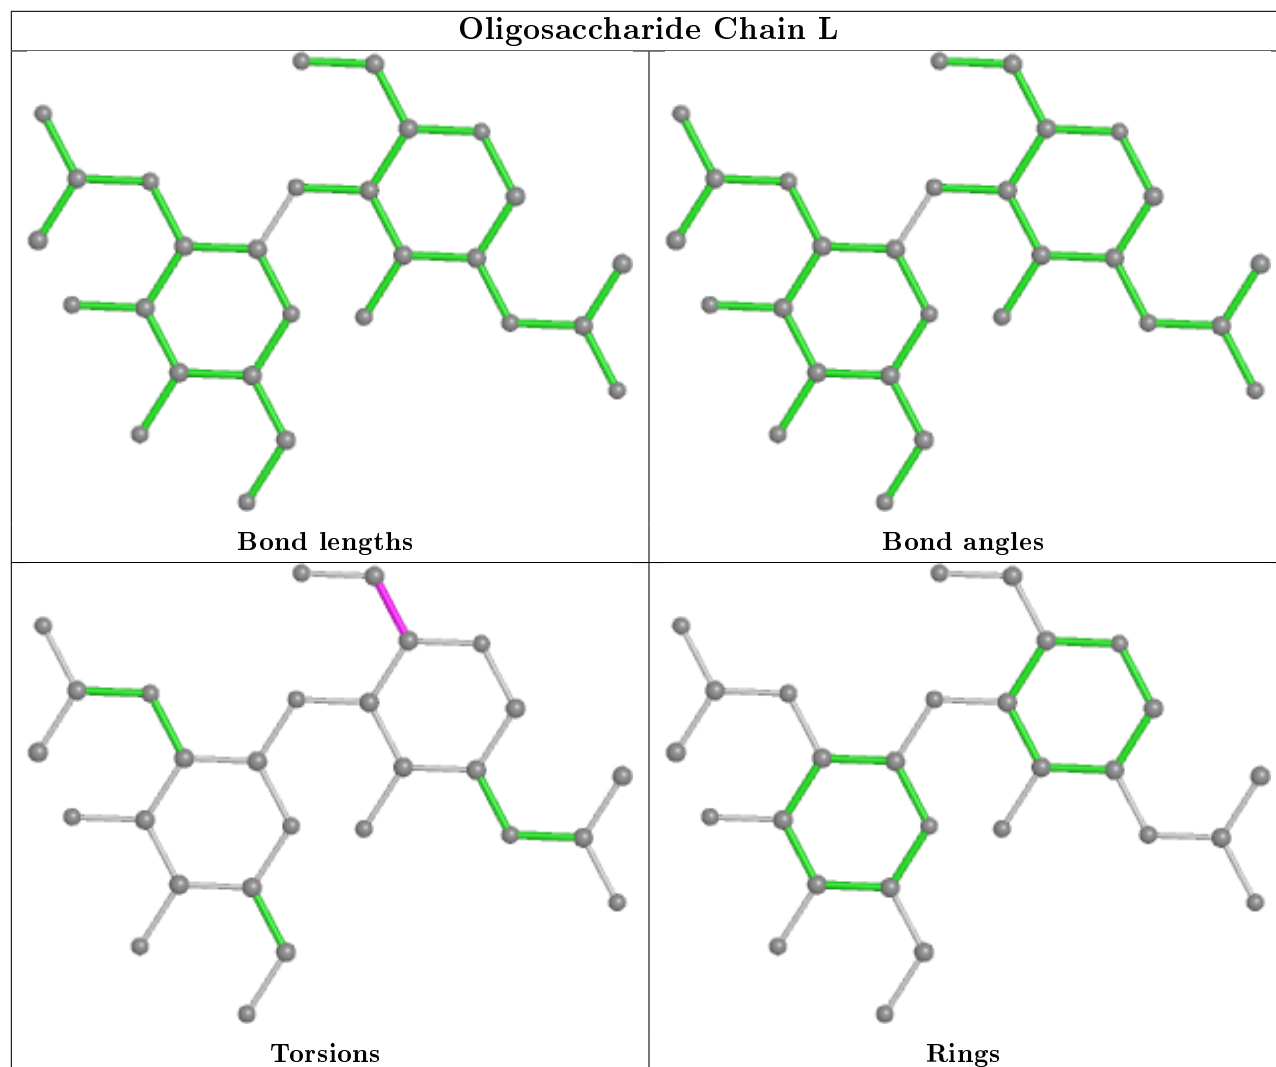 Oligosaccharide Chain L
Bond lengths
Bond angles
Torsions
Rings